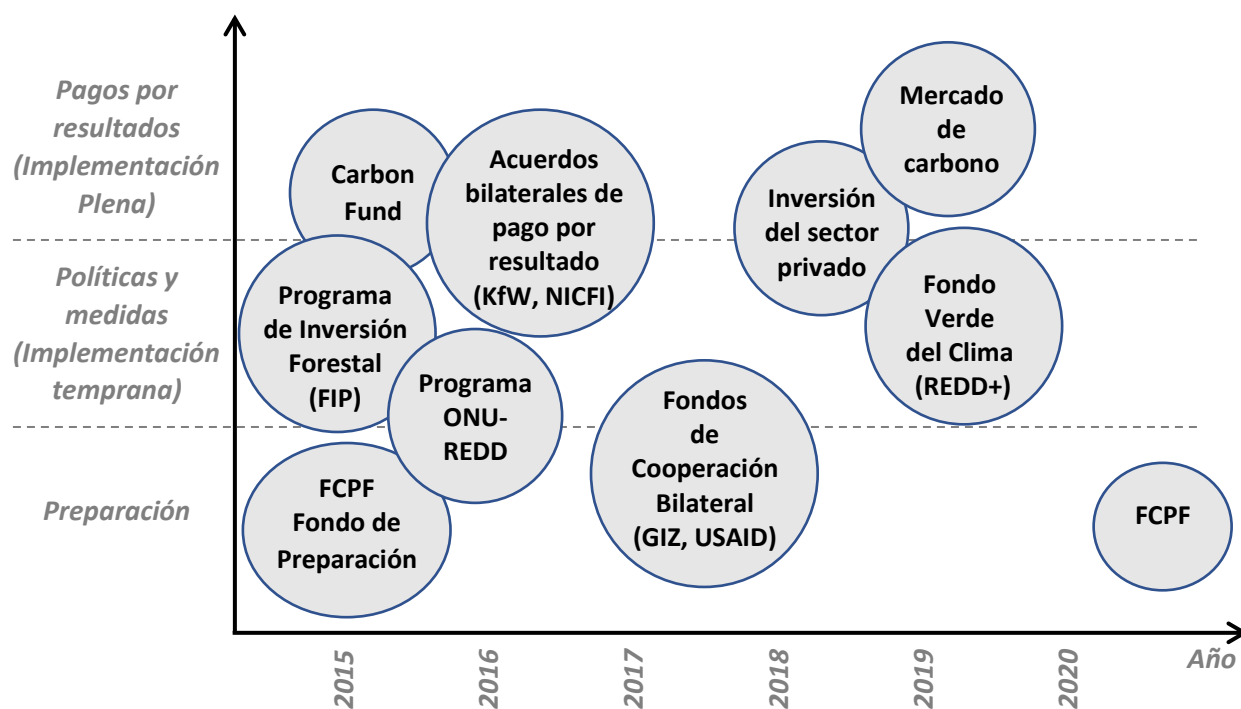 Pagos por
resultados
(Implementación
Plena)
Políticas y
medidas
(Implementación
temprana)
Preparación
Carbon
Fund
Acuerdos
bilaterales de
pago por
resultado
(KfW, NICFI)
Inversión
del sector
privado
Mercado
de
carbono
Programa
de Inversión
Forestal
(FIP)
Programa
ONU-
REDD
Fondos
de
Cooperación
Bilateral
(GIZ, USAID)
Fondo
Verde
del Clima
(REDD+)
FCPF
Fondo de
Preparación
FCPF
2015
2016
2017
2018
2019
2020
Año